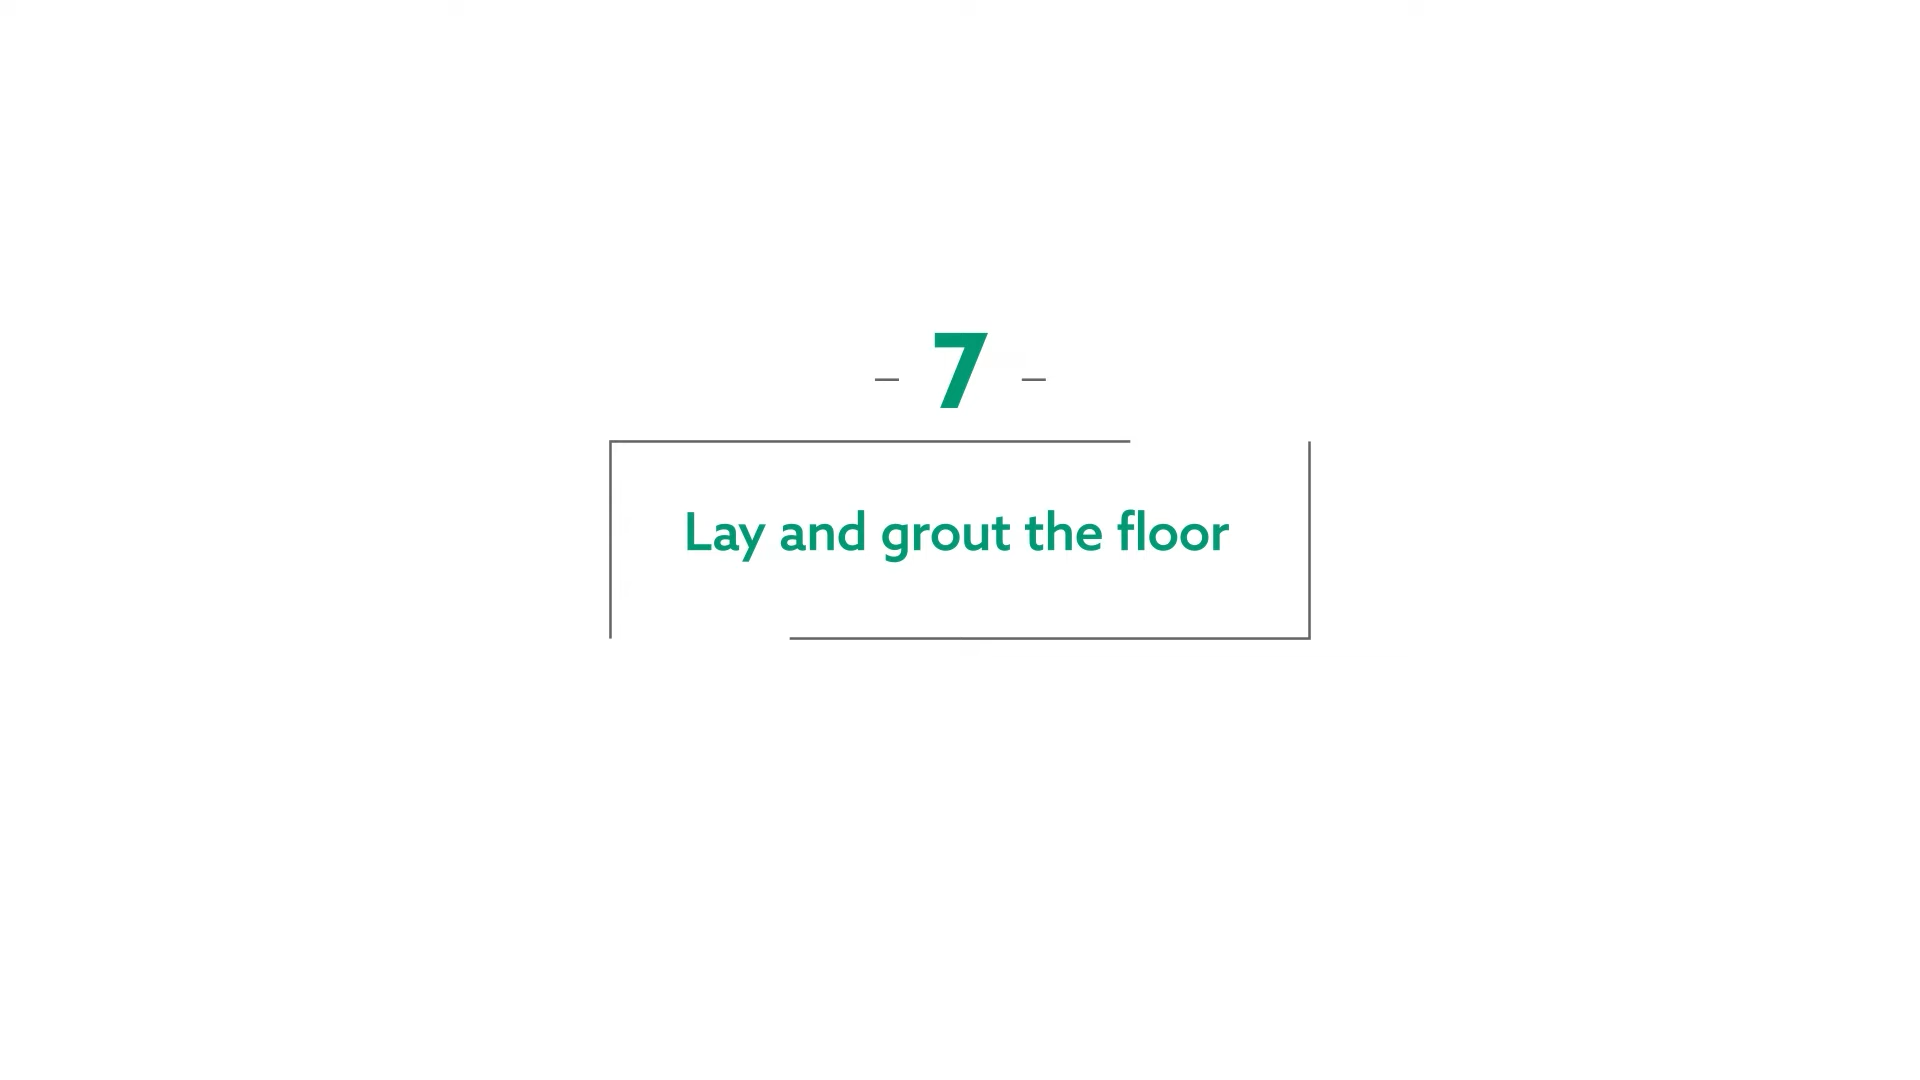 – 7 –
Lay and grout the floor